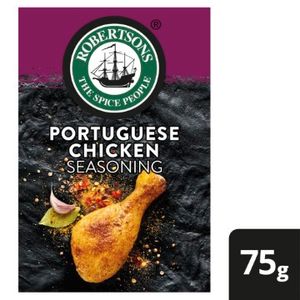 ROBERTSONS
®
THE SPICE PEOPLE
PORTUGUESE
CHICKEN
SEASONING
75g